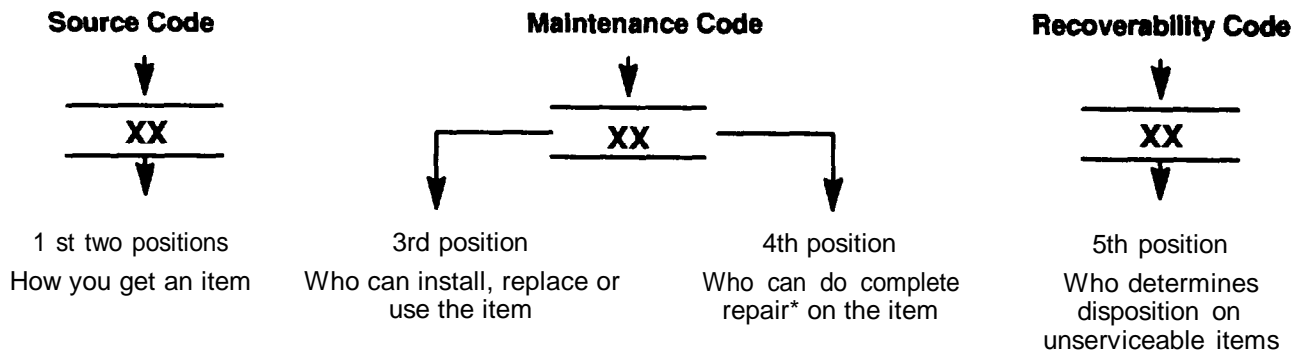 Source Code
Maintenance Code
Recoverability Code
XX
XX
XX
1 st two positions
How you get an item
3rd position
Who can install, replace or
use the item
4th position
Who can do complete
repair* on the item
5th position
Who determines
disposition on
unserviceable items